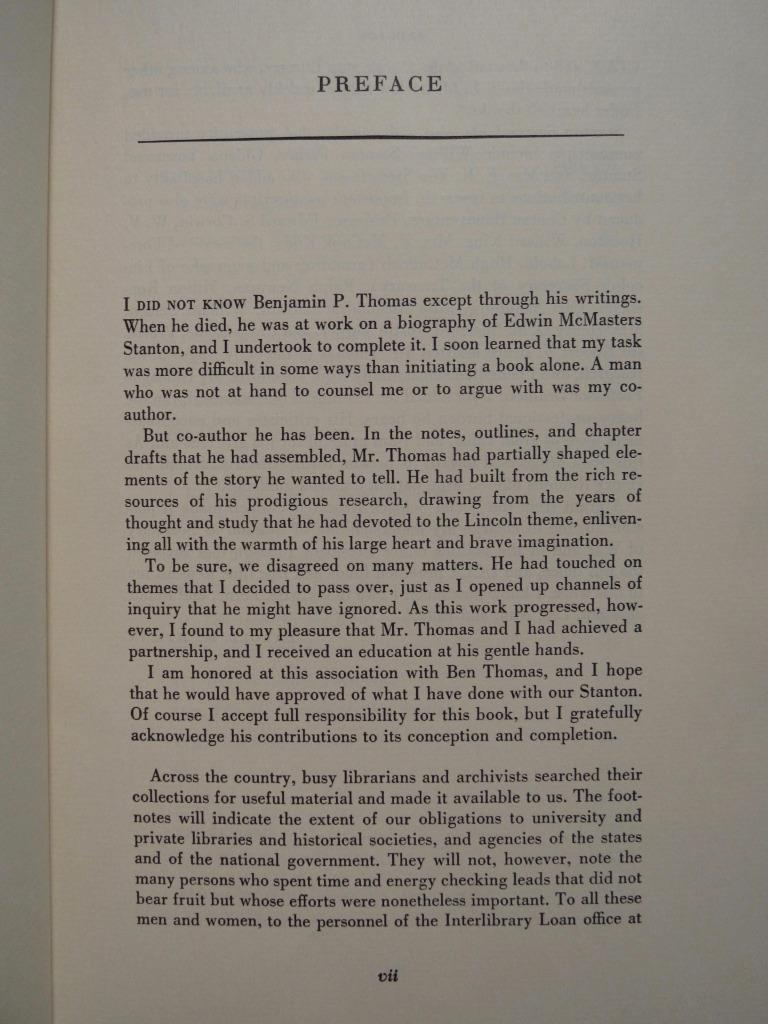 PREFACE
I DID NOT KNOW Benjamin P. Thomas except through his writings.
When he died, he was at work on a biography of Edwin McMasters
Stanton, and I undertook to complete it. I soon learned that my task
was more difficult in some ways than initiating a book alone. A man
who was not at hand to counsel me or to argue with was my co-
author.
But co-author he has been. In the notes, outlines, and chapter
drafts that he had assembled, Mr. Thomas had partially shaped ele-
ments of the story he wanted to tell. He had built from the rich re-
sources of his prodigious research, drawing from the years of
thought and study that he had devoted to the Lincoln theme, enliven-
ing all with the warmth of his large heart and brave imagination.
To be sure, we disagreed on many matters. He had touched on
themes that I decided to pass over, just as I opened up channels of
inquiry that he might have ignored. As this work progressed, how-
ever, I found to my pleasure that Mr. Thomas and I had achieved a
partnership, and I received an education at his gentle hands.
I am honored at this association with Ben Thomas, and I hope
that he would have approved of what I have done with our Stanton.
Of course I accept full responsibility for this book, but I gratefully
acknowledge his contributions to its conception and completion.
Across the country, busy librarians and archivists searched their
collections for useful material and made it available to us. The foot-
notes will indicate the extent of our obligations to university and
private libraries and historical societies, and agencies of the states
and of the national government. They will not, however, note the
many persons who spent time and energy checking leads that did not
bear fruit but whose efforts were nonetheless important. To all these
men and women, to the personnel of the Interlibrary Loan office at
vii